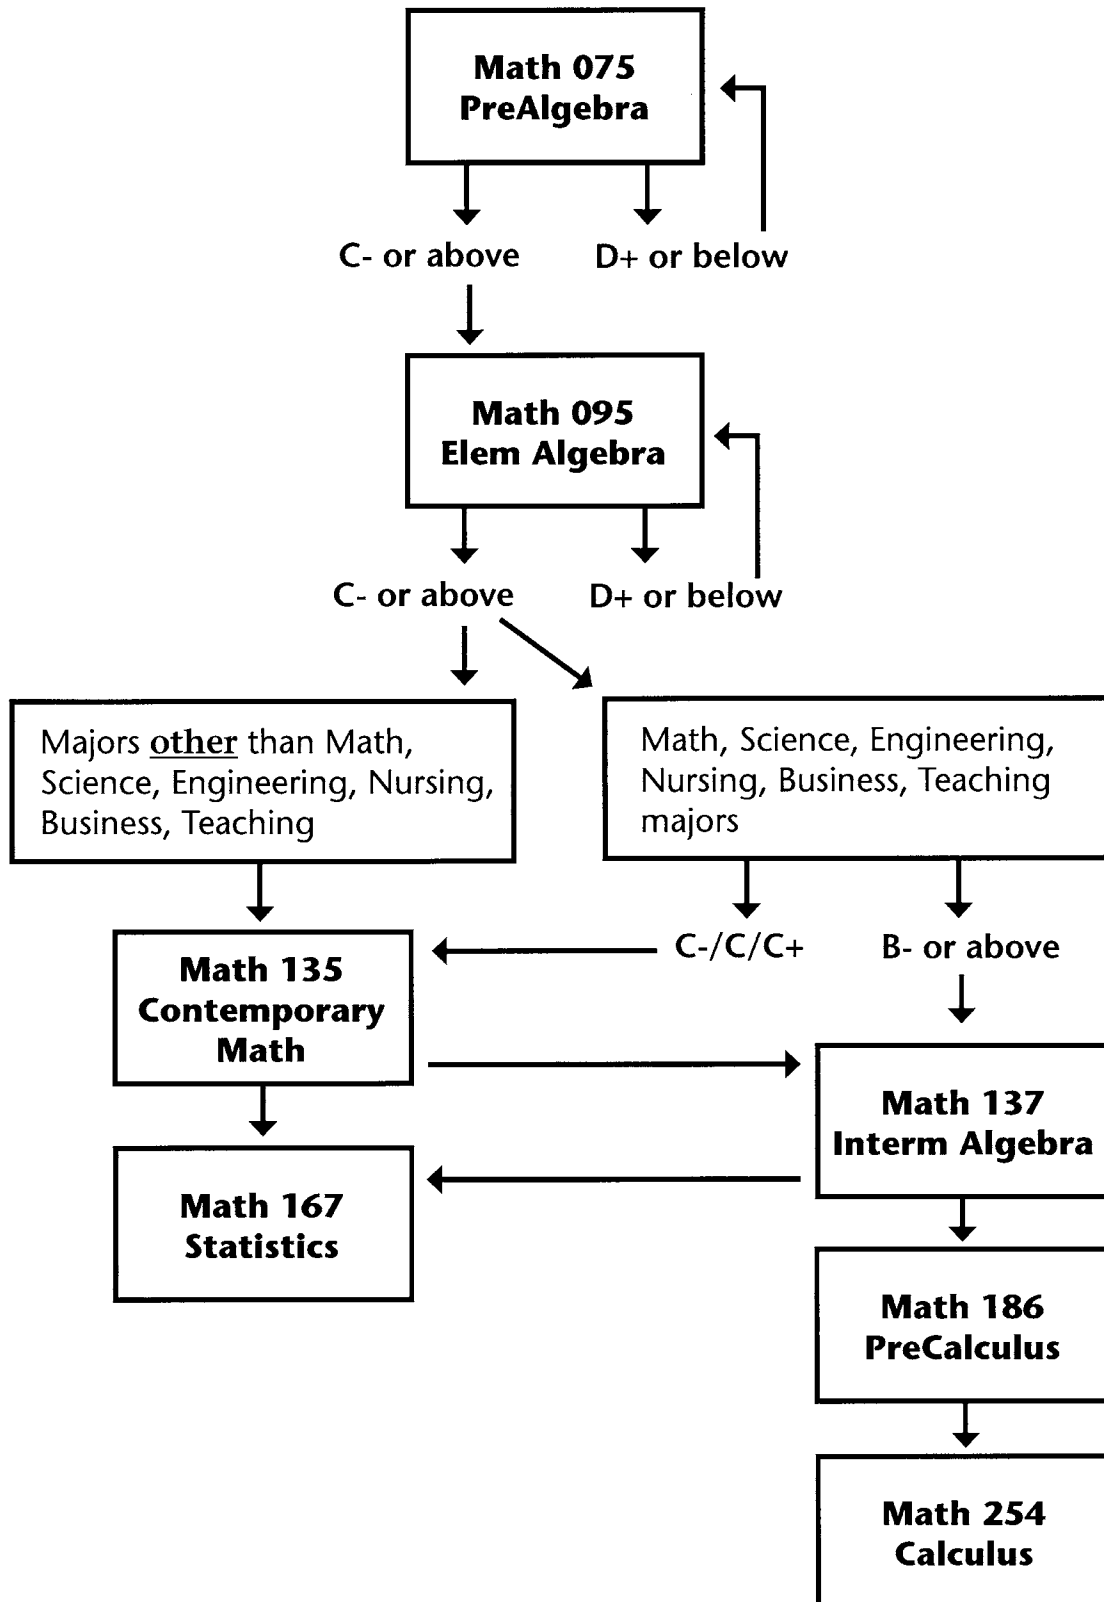 Math 075
PreAlgebra
C- or above
D+ or below
Math 095
Elem Algebra
C- or above
D+ or below
Majors other than Math,
Science, Engineering, Nursing,
Business, Teaching
Math, Science, Engineering,
Nursing, Business, Teaching
majors
C-/C/C+
B- or above
Math 135
Contemporary
Math
Math 137
Interm Algebra
Math 167
Statistics
Math 186
PreCalculus
Math 254
Calculus